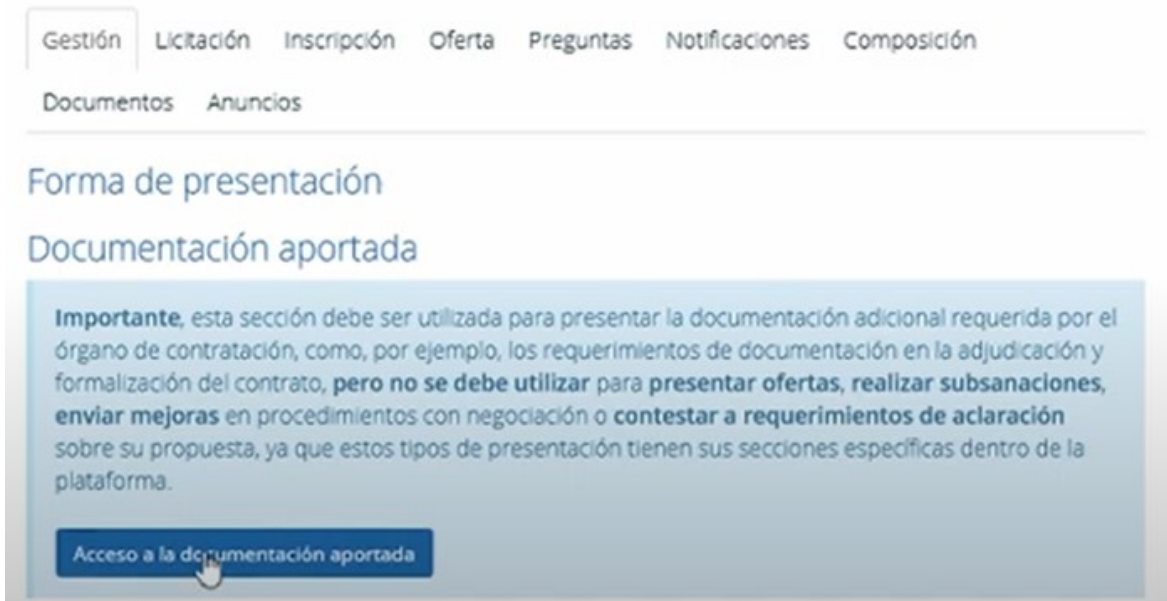 Gestión Licitación Inscripción Oferta Preguntas Notificaciones Composición
Documentos Anuncios
Forma de presentación
Documentación aportada
Importante, esta sección debe ser utilizada para presentar la documentación adicional requerida por el
órgano de contratación, como, por ejemplo, los requerimientos de documentación en la adjudicación y
formalización del contrato, pero no se debe utilizar para presentar ofertas, realizar subsanaciones,
enviar mejoras en procedimientos con negociación o contestar a requerimientos de aclaración
sobre su propuesta, ya que estos tipos de presentación tienen sus secciones específicas dentro de la
plataforma.
Acceso a la documentación aportada